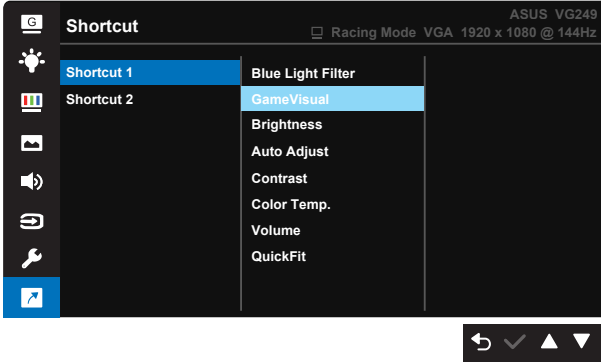 G
Shortcut
ASUS VG249
Racing Mode VGA 1920 x 1080 @ 144Hz
Shortcut 1
Shortcut 2
Blue Light Filter
GameVisual
Brightness
Auto Adjust
Contrast
Color Temp.
Volume
QuickFit